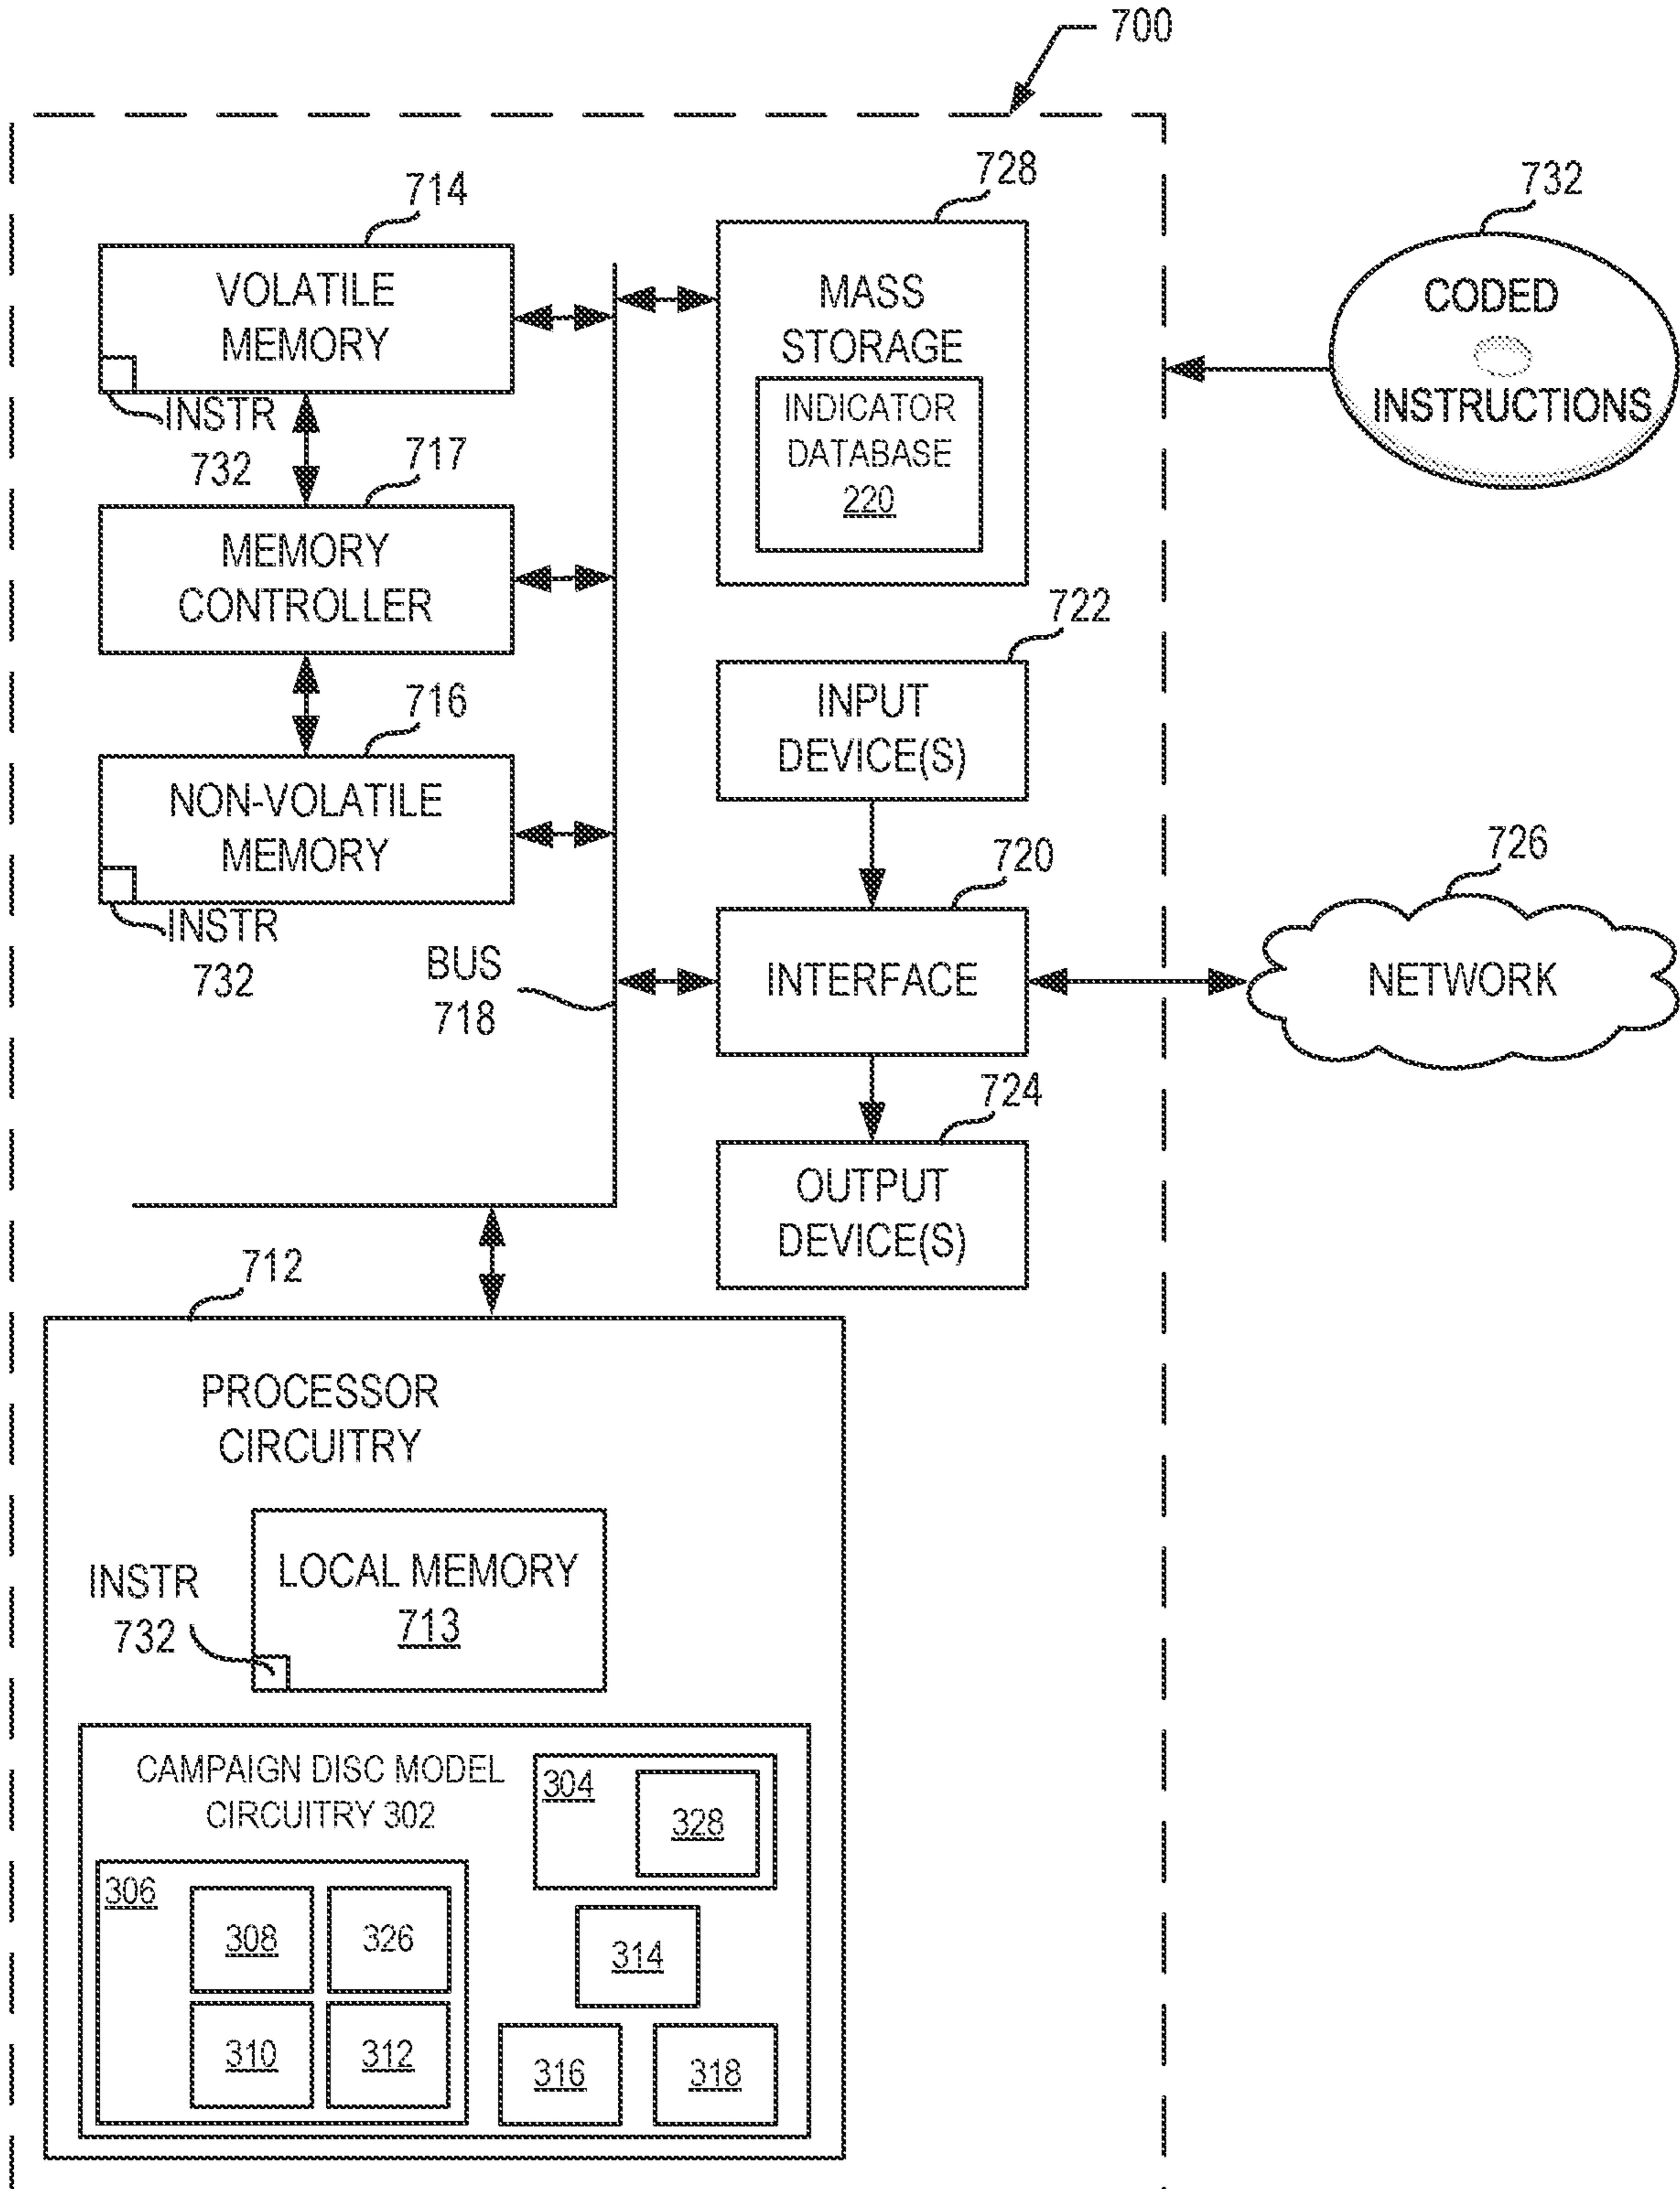 700
714
VOLATILE
MEMORY
INSTR
732
717
MEMORY
CONTROLLER
716
NON-VOLATILE
MEMORY
INSTR
732
BUS
718
728
MASS
STORAGE
INDICATOR
DATABASE
220
722
INPUT
DEVICE(S)
720
INTERFACE
724
OUTPUT
DEVICE(S)
732
CODED
INSTRUCTIONS
726
NETWORK
712
PROCESSOR
CIRCUITRY
LOCAL MEMORY
713
INSTR
732
CAMPAIGN DISC MODEL
CIRCUITRY 302
304
328
306
308
326
310
312
314
316
318